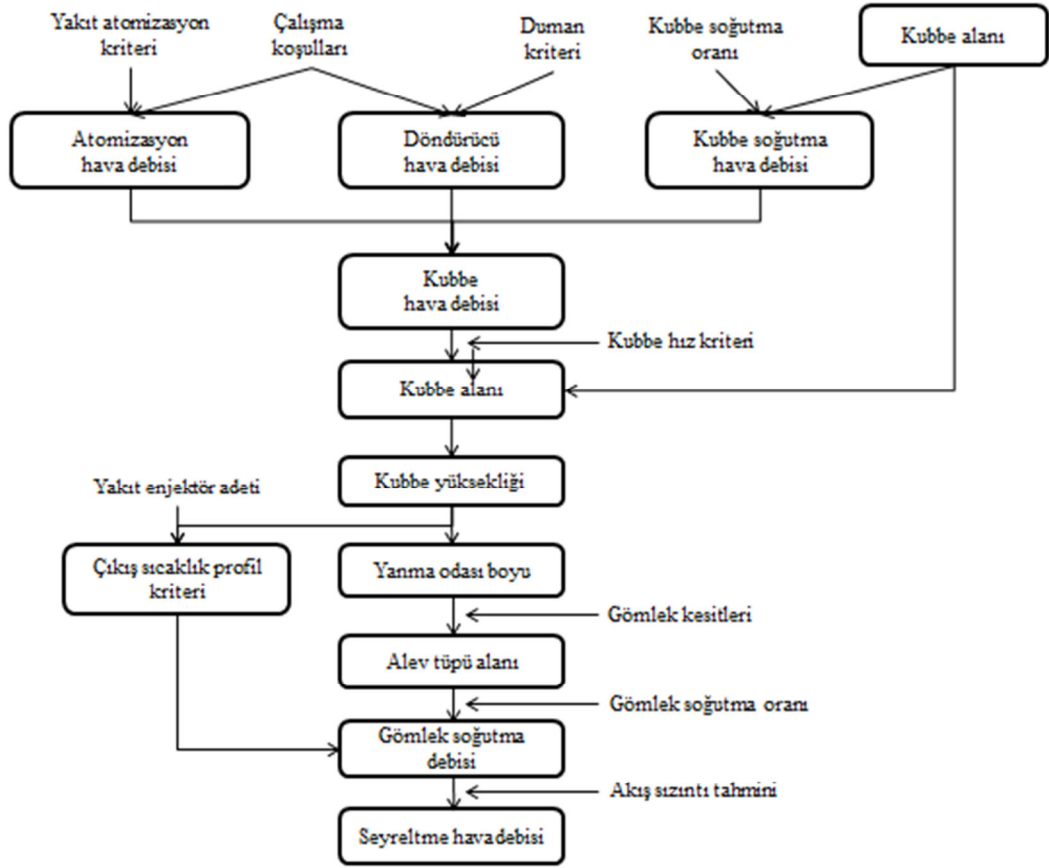 Yakıt atomizasyon
kriteri
Çalışma
koşulları
Duman
kriteri
Kubbe soğutma
oranı
Kubbe alanı
Atomizasyon
hava debisi
Döndürücü
hava debisi
Kubbe soğutma
hava debisi
Kubbe
hava debisi
Kubbe hız kriteri
Kubbe alanı
Kubbe yüksekliği
Yakıt enjektör adeti
Çıkış sıcaklık profil
kriteri
Yanma odası boyu
Gömlek kesitleri
Alev tüpü alanı
Gömlek soğutma oranı
Gömlek soğutma
debisi
Akış sızıntı tahmini
Seyreltme hava debisi